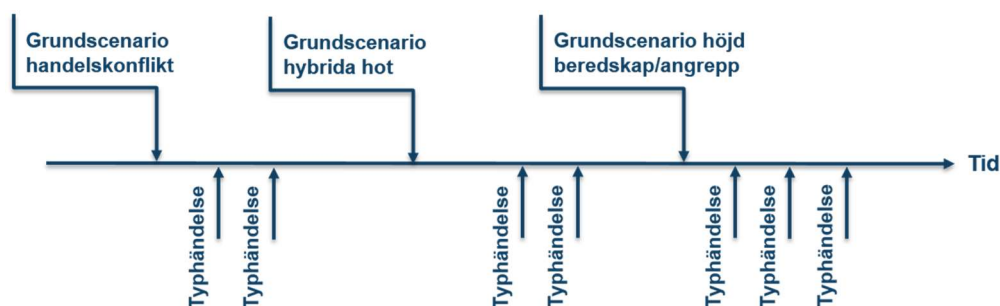 Grundscenario
handelskonflikt
Grundscenario
hybrida hot
Grundscenario höjd
beredskap/angrepp
Tid
Typhändelse
Typhändelse
Typhändelse
Typhändelse
Typhändelse
Typhändelse
Typhändelse